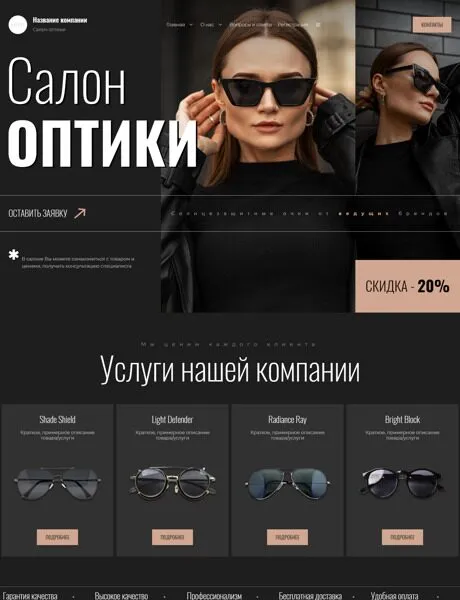 Название компании
Салон оптики
Главная
О нас
Вопросы и ответы
Регистрация
КОНТАКТЫ
Салон
ОПТИКИ
ОСТАВИТЬ ЗАЯВКУ
Солнцезащитные очки от ведущих брендов
В салоне Вы можете ознакомиться с товаром и
ценами, получить консультацию специалиста
СКИДКА - 20%
Мы ценим каждого клиента
Услуги нашей компании
Shade Shield
Краткое, примерное описание
товара/услуги
ПОДРОБНЕЕ
Light Defender
Краткое, примерное описание
товара/услуги
ПОДРОБНЕЕ
Radiance Ray
Краткое, примерное описание
товара/услуги
ПОДРОБНЕЕ
Bright Block
Краткое, примерное описание
товара/услуги
ПОДРОБНЕЕ
Гарантия качества • Высокое качество • Профессионализм • Бесплатная доставка • Удобная оплата •